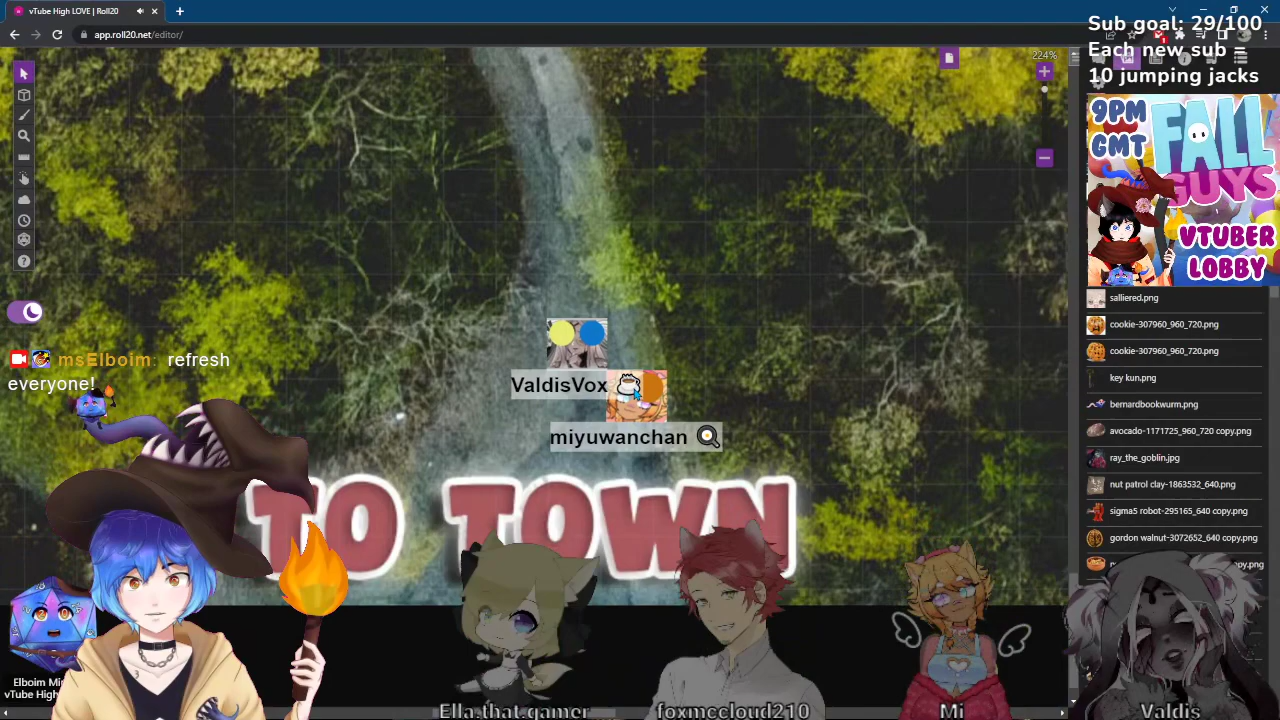 vTube High LOVE | Roll20
app.roll20.net/editor/
Sub goal: 29/100
Each new sub =
10 jumping jacks
224%
9PM
GMT
FALL
GUYS
VTUBER
LOBBY
salliered.png
cookie-307960_960_720.png
cookie-307960_960_720.png
key kun.png
bernardbookwurm.png
avocado-1171725_960_720 copy.png
ray_the_goblin.jpg
nut patrol clay-1863532_640.png
sigma5 robot-295165_640 copy.png
gordon walnut-3072652_640 copy.png
msElboim: refresh
everyone!
ValdisVox
miyuwanchan
TO TOWN
Elboim Mi
vTube High
Ella.that.gamer
foxmccloud210
Mi
Valdis